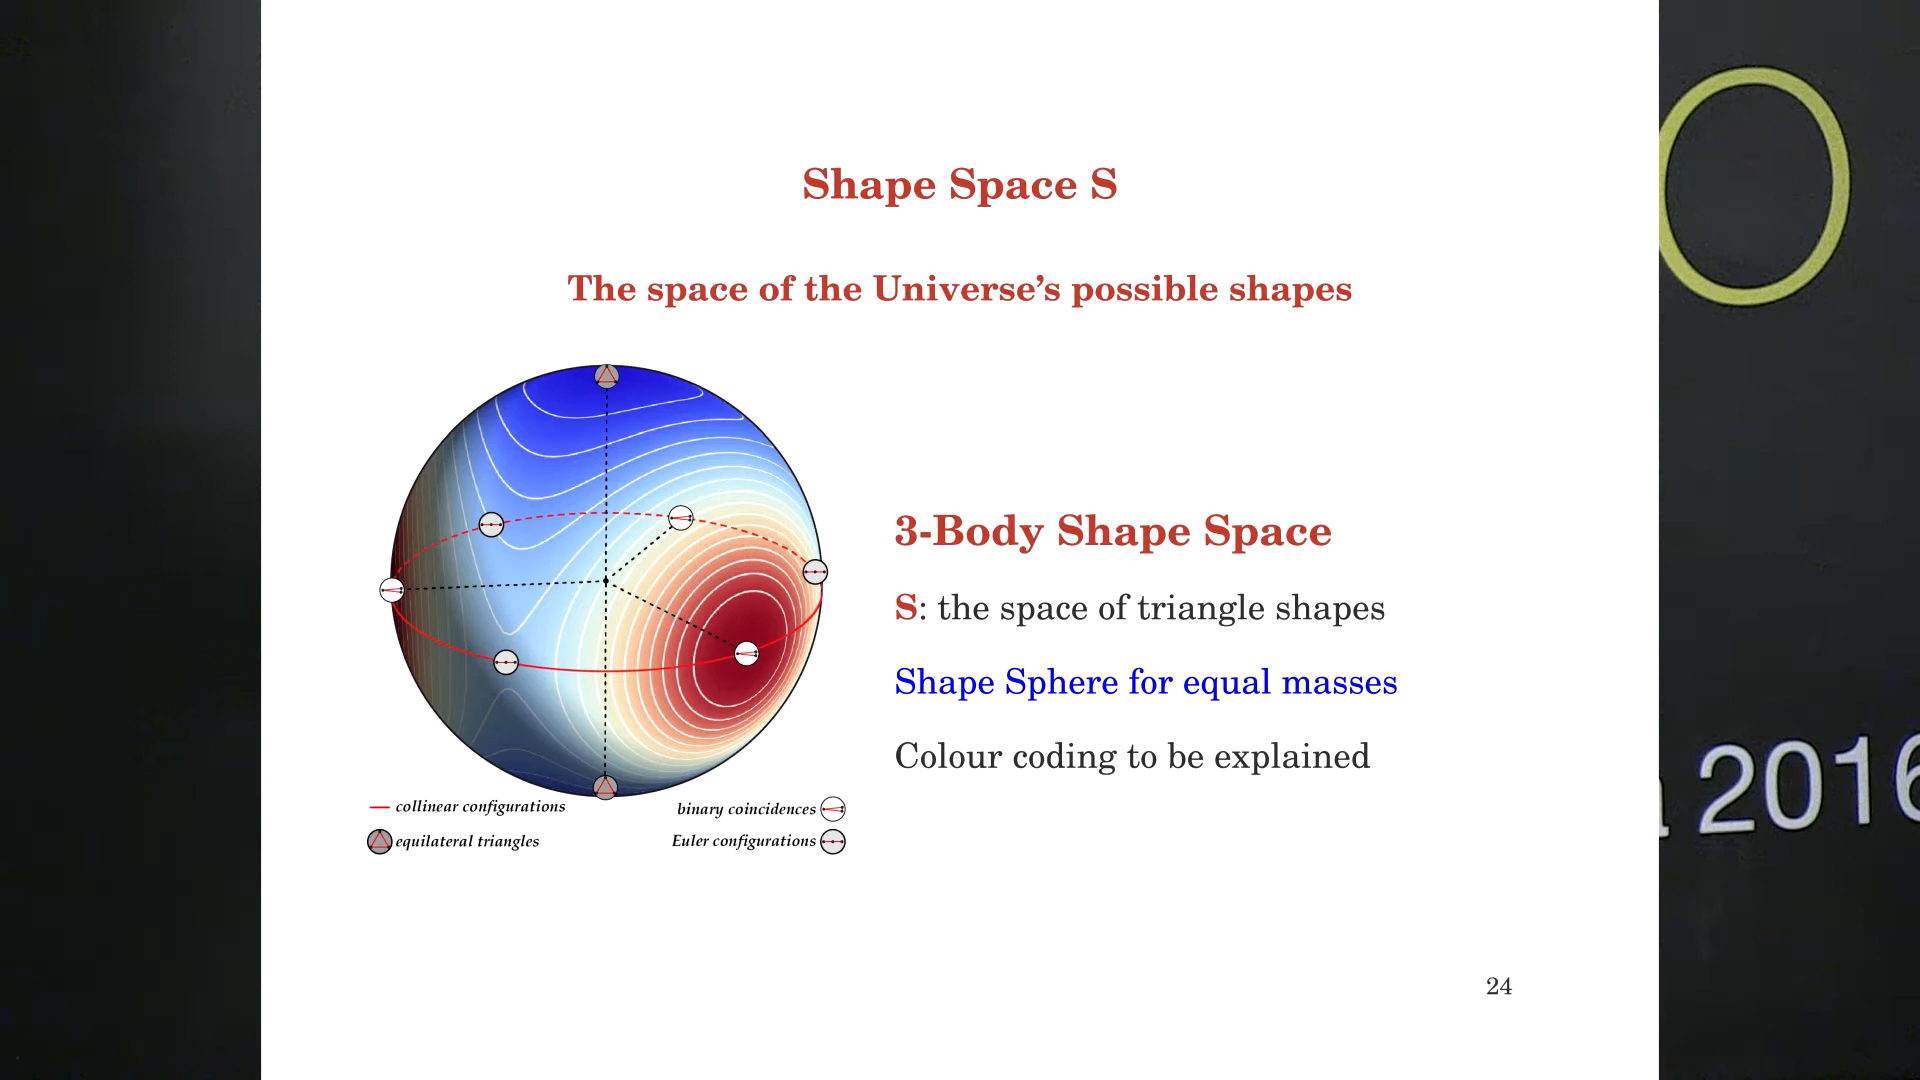 Shape Space S
The space of the Universe's possible shapes
3-Body Shape Space
S: the space of triangle shapes
Shape Sphere for equal masses
Colour coding to be explained
collinear configurations
binary coincidences
equilateral triangles
Euler configurations
24
2016